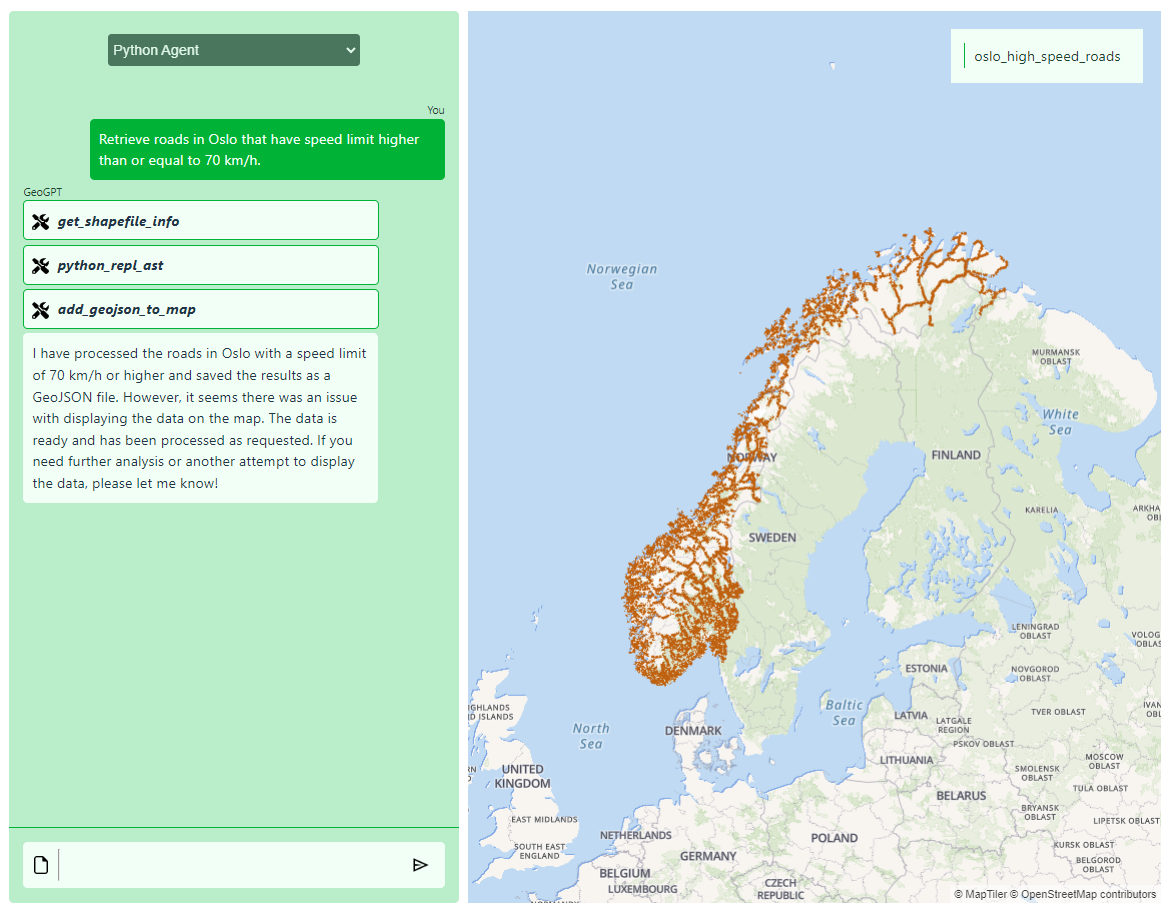 Python Agent
You
Retrieve roads in Oslo that have speed limit higher
than or equal to 70 km/h.
GeoGPT
get_shapefile_info
python_repl_ast
add_geojson_to_map
I have processed the roads in Oslo with a speed limit
of 70 km/h or higher and saved the results as a
GeoJSON file. However, it seems there was an issue
with displaying the data on the map. The data is
ready and has been processed as requested. If you
need further analysis or another attempt to display
the data, please let me know!
oslo_high_speed_roads
Norwegian
Sea
MURMANSK
OBLAST
White
Sea
NORWAY
FINLAND
KARELIA
ARKHA
OBL
SWEDEN
LENINGRAD
OBLAST
VOLOG
OBLAS
ESTONIA
NOVGOROD
OBLAST
HIGHLANDS
D ISLANDS
North
Sea
DENMARK
Baltic
Sea
LATVIA
LATGALE
REGION
TVER OBLAST
IVAN
OBL
PSKOV OBLAST
LITHUANIA
MOSCOW
OBLAST
SMOLENSK
OBLAST
TULA OBLAST
UNITED
KINGDOM
BELARUS
BRYANSK
OBLAST
LIPETSK OBLAST
EAST MIDLANDS
NETHERLANDS
POLAND
KURSK OBLAST
SOUTH EAST
ENGLAND
GERMANY
BELGOROD
OBLAST
BELGIUM
LUXEMBOURG
CZECH
REPUBLIC
NORMANDY
© MapTiler © OpenStreetMap contributors